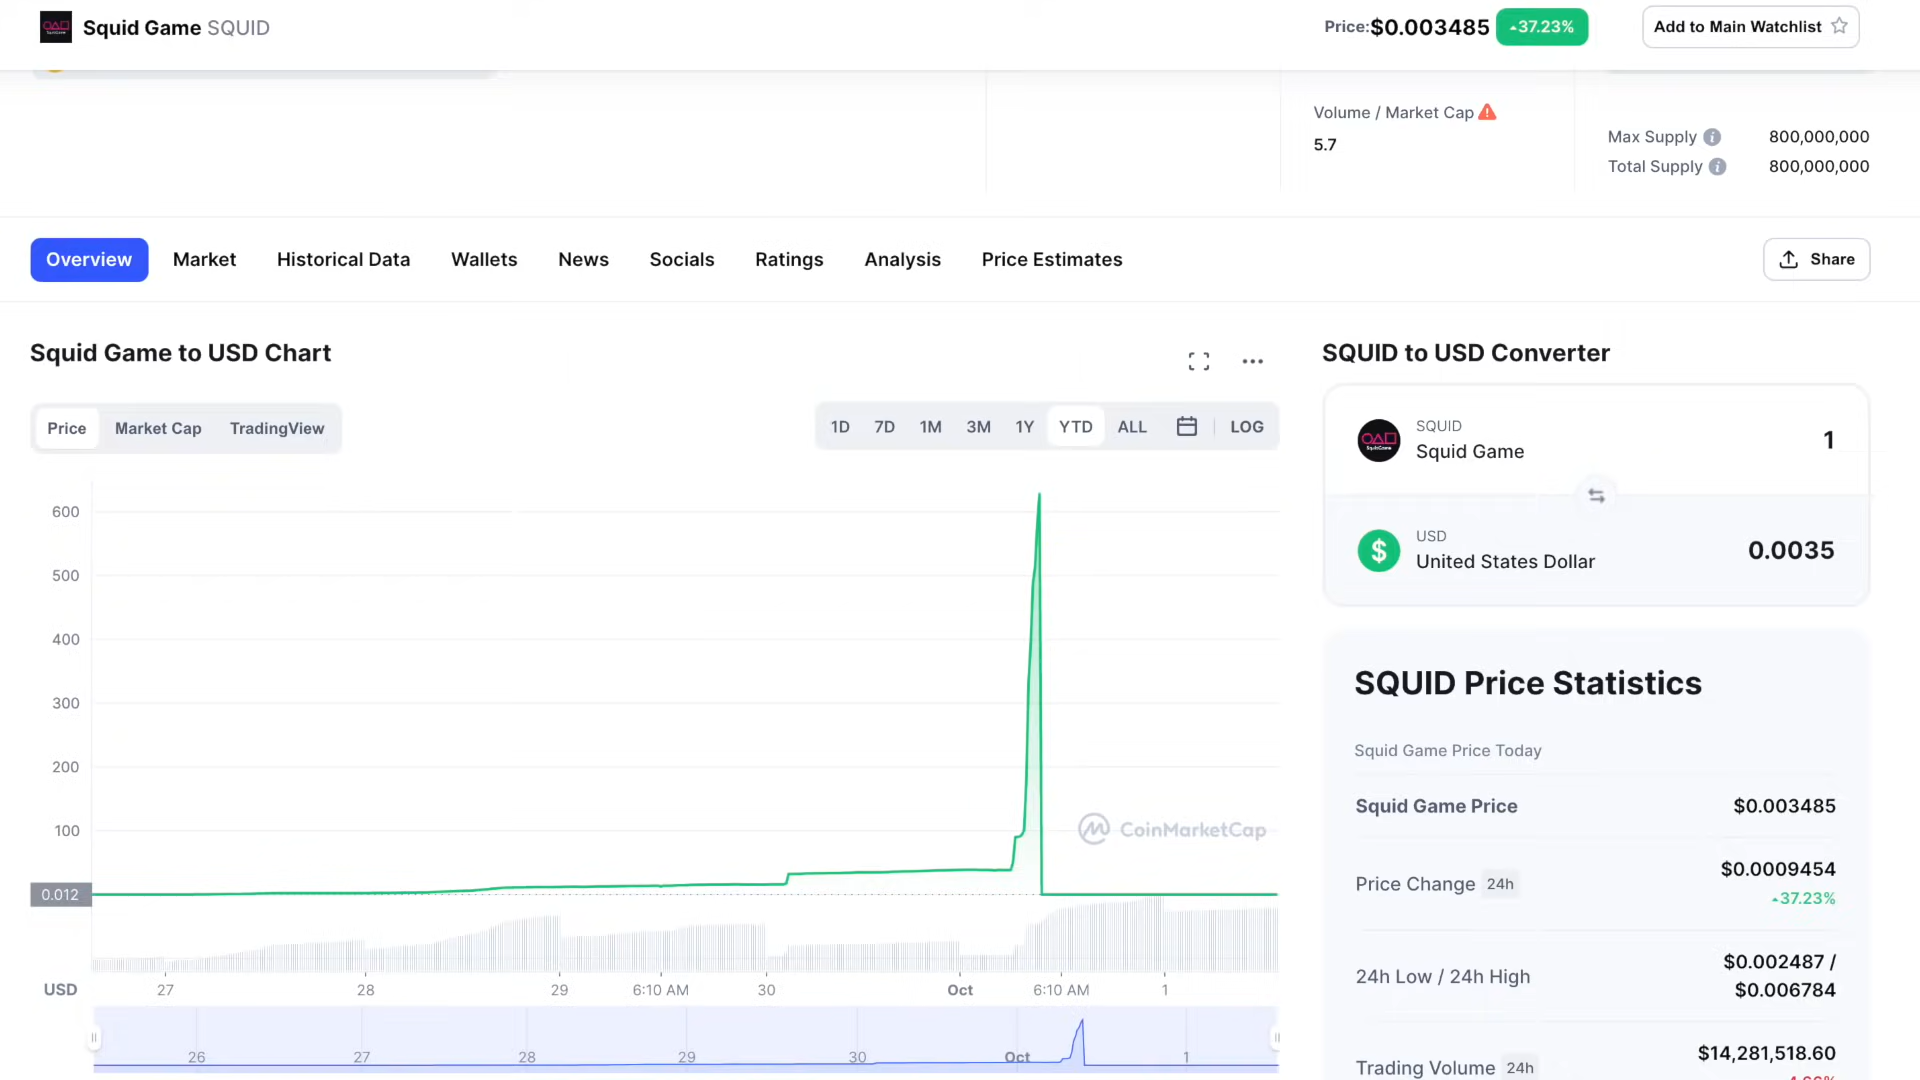 Squid Game SQUID
Price:$0.003485 37.23%
Add to Main Watchlist
Volume / Market Cap
5.7
Max Supply 800,000,000
Total Supply 800,000,000
Overview Market Historical Data Wallets News Socials Ratings Analysis Price Estimates
Share
Squid Game to USD Chart
Price Market Cap TradingView
1D 7D 1M 3M 1Y YTD ALL LOG
600
500
400
300
200
100
0.012
CoinMarketCap
USD 27 28 29 6:10 AM 30 Oct 6:10 AM 1
26 27 28 29 30 Oct 1
SQUID to USD Converter
SQUID
Squid Game
1
USD
United States Dollar
0.0035
SQUID Price Statistics
Squid Game Price Today
Squid Game Price $0.003485
Price Change 24h $0.0009454
37.23%
24h Low / 24h High $0.002487 /
$0.006784
Trading Volume 24h $14,281,518.60